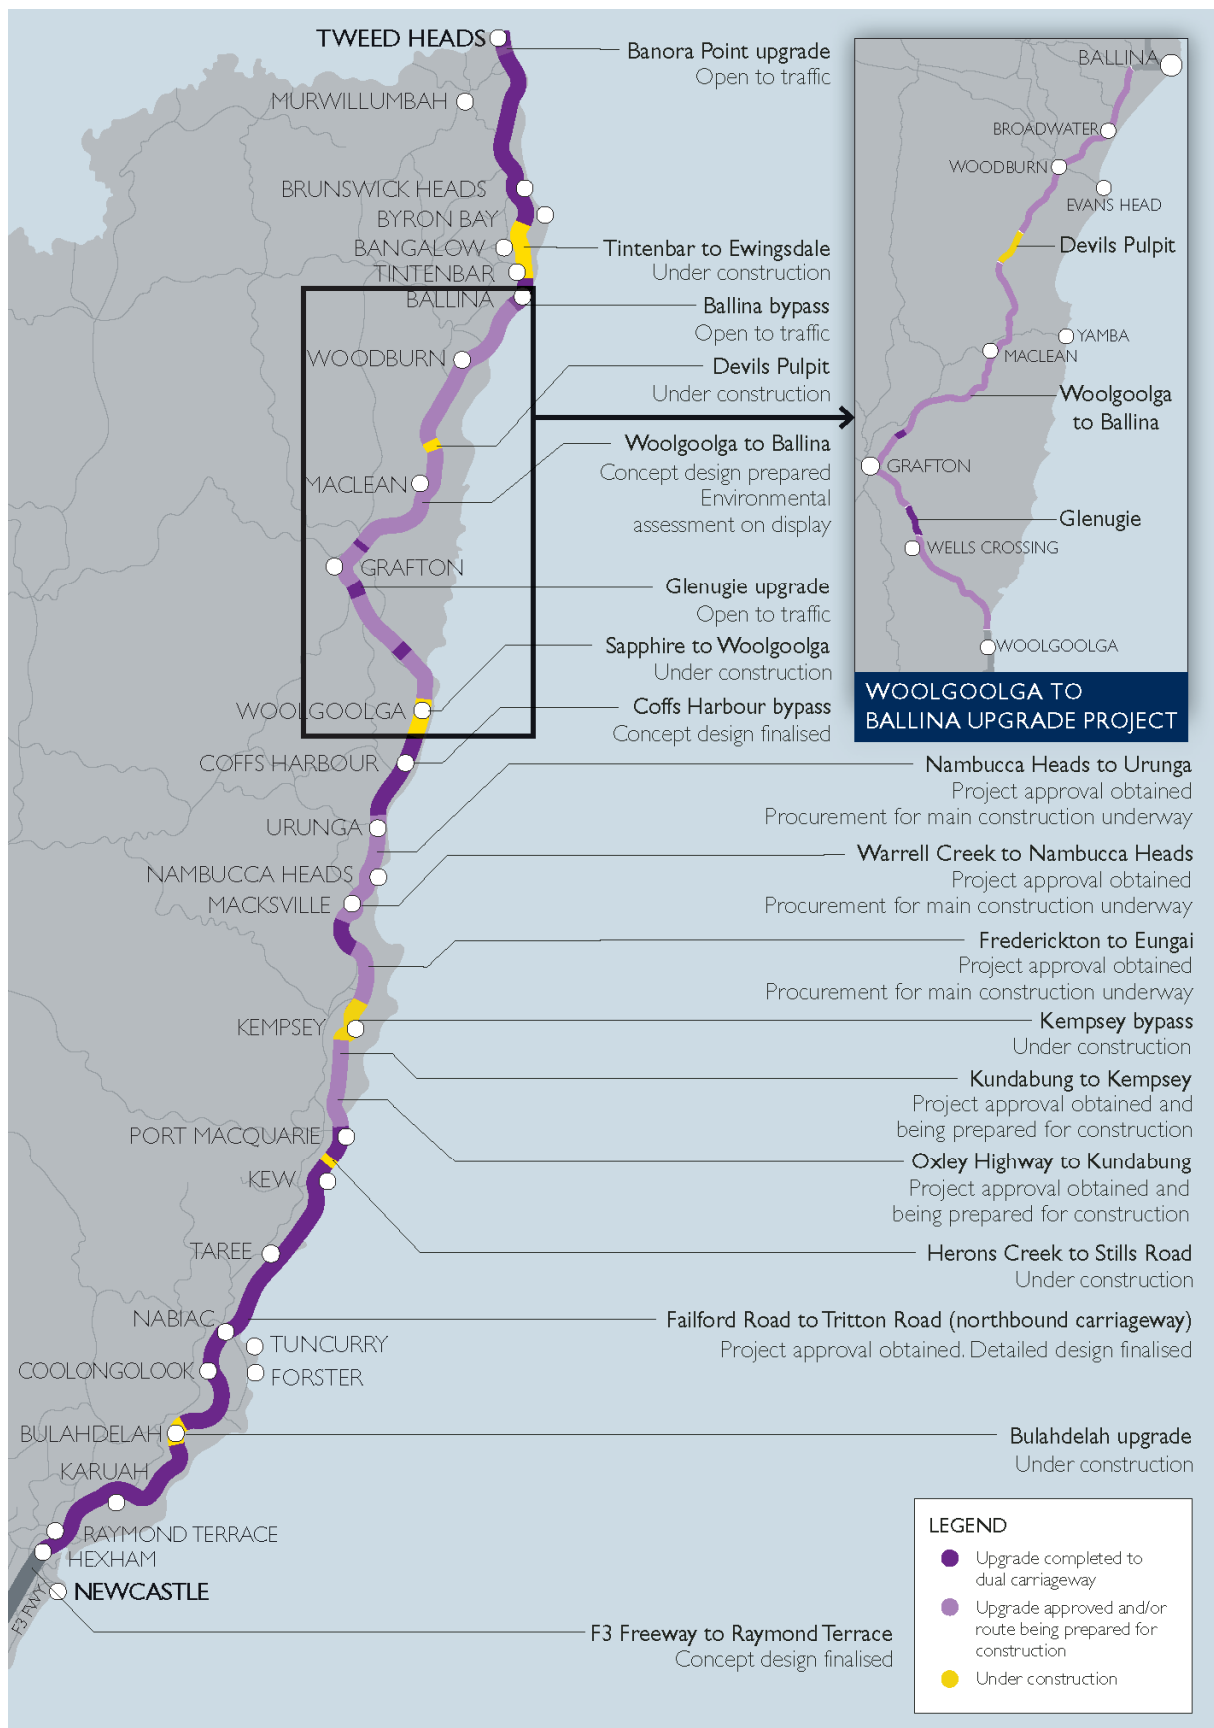 TWEED HEADS
Banora Point upgrade
Open to traffic
MURWILLUMBAH
BRUNSWICK HEADS
BYRON BAY
BANGALOW
Tintenbar to Ewingsdale
TINTENBAR
Under construction
BALLINA
Ballina bypass
Open to traffic
WOODBURN
Devils Pulpit
Under construction
Woolgoolga to Ballina
Concept design prepared
Environmental
assessment on display
MACLEAN
GRAFTON
Glenugie upgrade
Open to traffic
Sapphire to Woolgoolga
Under construction
WOOLGOOLGA
Coffs Harbour bypass
Concept design finalised
COFFS HARBOUR
BALLINA
BROADWATER
WOODBURN
EVANS HEAD
Devils Pulpit
YAMBA
MACLEAN
Woolgoolga
to Ballina
GRAFTON
Glenugie
WELLS CROSSING
WOOLGOOLGA
WOOLGOOLGA TO
BALLINA UPGRADE PROJECT
Nambucca Heads to Urunga
Project approval obtained
Procurement for main construction underway
URUNGA
Warrell Creek to Nambucca Heads
Project approval obtained
Procurement for main construction underway
NAMBUCCA HEADS
MACKSVILLE
Frederickton to Eungai
Project approval obtained
Procurement for main construction underway
KEMPSEY
Kempsey bypass
Under construction
Kundabung to Kempsey
Project approval obtained and
being prepared for construction
PORT MACQUARIE
Oxley Highway to Kundabung
Project approval obtained and
being prepared for construction
KEW
Herons Creek to Stills Road
Under construction
TAREE
NABIAC
Failford Road to Tritton Road (northbound carriageway)
Project approval obtained. Detailed design finalised
TUNCURRY
COOLONGOLOOK
FORSTER
BULAHDELAH
Bulahdelah upgrade
Under construction
KARUAH
RAYMOND TERRACE
HEXHAM
NEWCASTLE
F3 FWY
F3 Freeway to Raymond Terrace
Concept design finalised
LEGEND
Upgrade completed to
dual carriageway
Upgrade approved and/or
route being prepared for
construction
Under construction